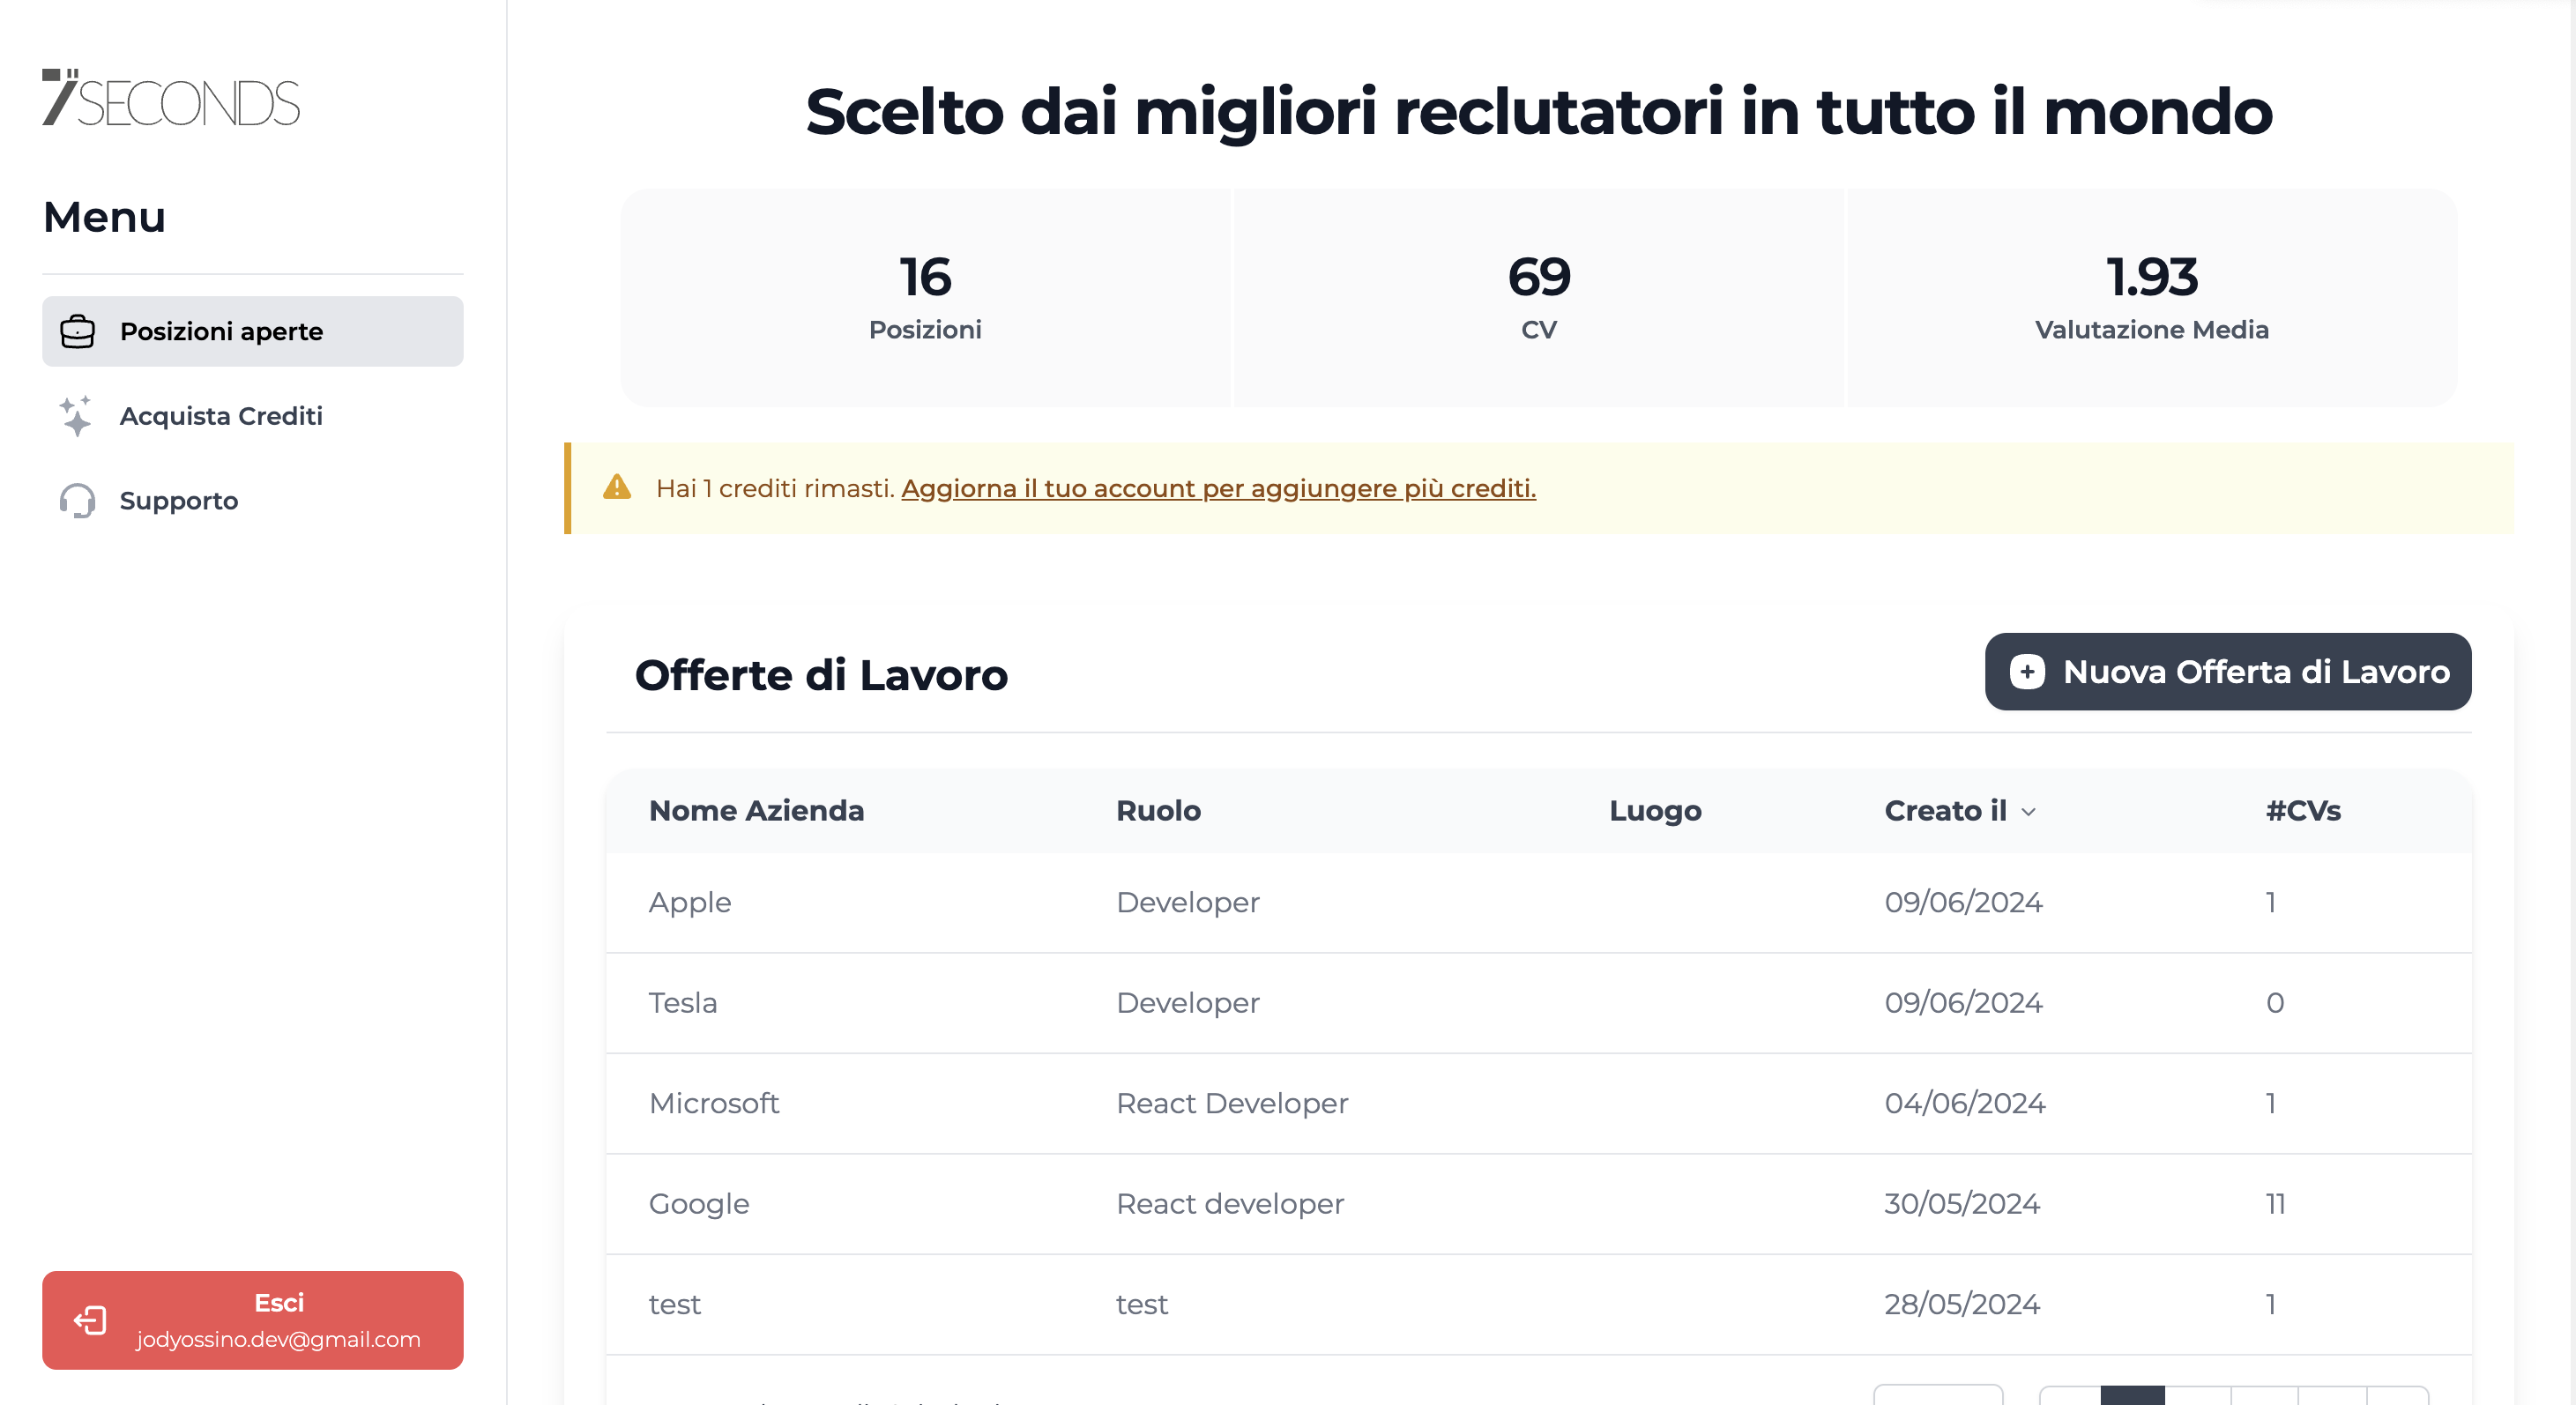 7SECONDS
Menu
Posizioni aperte
Acquista Crediti
Supporto
Esci
jodyossino.dev@gmail.com
Scelto dai migliori reclutatori in tutto il mondo
16
Posizioni
69
CV
1.93
Valutazione Media
Hai 1 crediti rimasti. Aggiorna il tuo account per aggiungere più crediti.
Offerte di Lavoro
Nuova Offerta di Lavoro
Nome Azienda Ruolo Luogo Creato il #CVs
Apple Developer 09/06/2024 1
Tesla Developer 09/06/2024 0
Microsoft React Developer 04/06/2024 1
Google React developer 30/05/2024 11
test test 28/05/2024 1